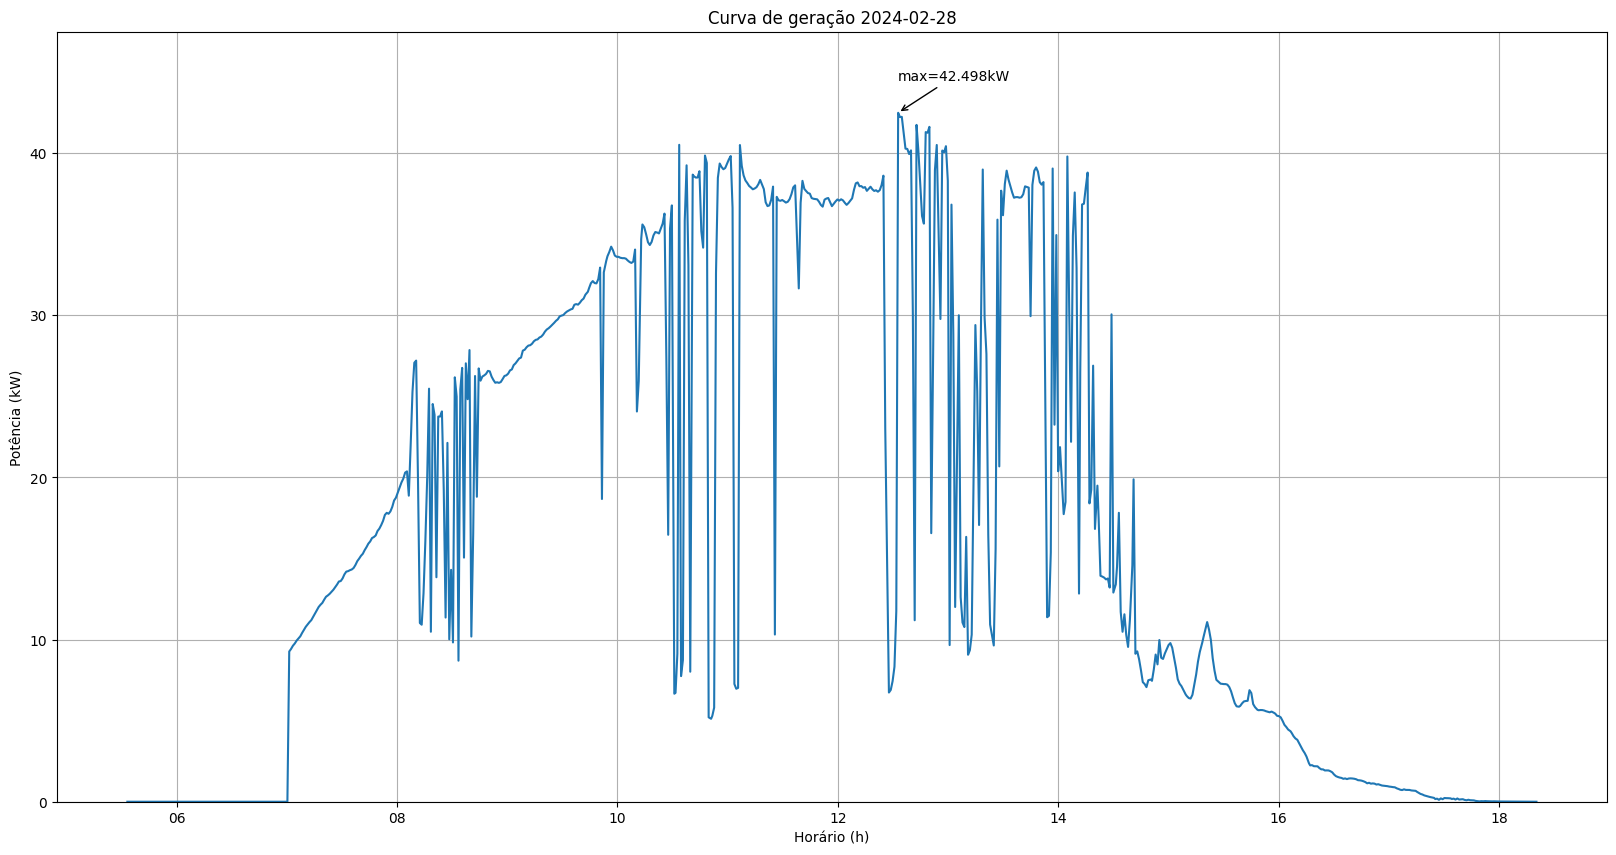 Curva de geração 2024-02-28
max=42.498kW
40
30
20
10
0
Potência (kW)
06 08 10 12 14 16 18
Horário (h)